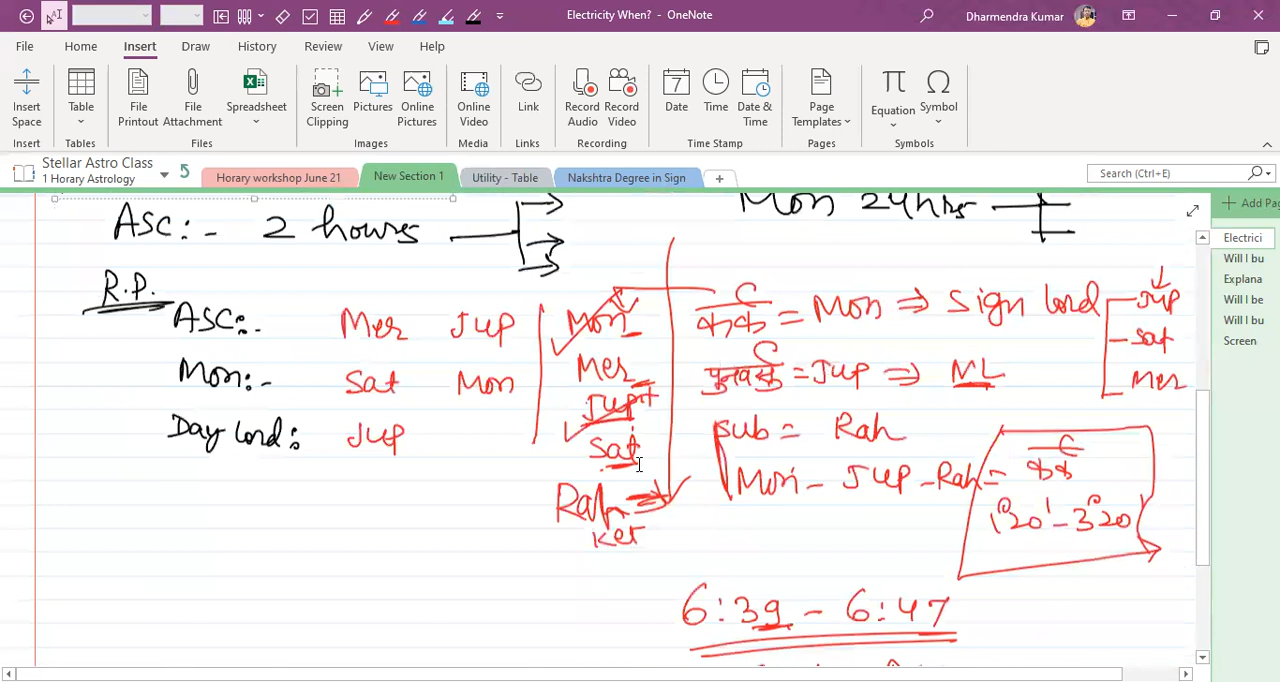 Electricity When? - OneNote
Dharmendra Kumar
File Home Insert Draw History Review View Help
Insert Space
Table
File Printout
File Attachment
Spreadsheet
Screen Clipping
Pictures
Online Pictures
Online Video
Link
Record Audio
Record Video
Date
Time
Date & Time
Page Templates
Equation
Symbol
Insert Tables Files Images Media Links Recording Time Stamp Pages Symbols
Stellar Astro Class
1 Horary Astrology
Horary workshop June 21
New Section 1
Utility - Table
Nakshtra Degree in Sign
Search (Ctrl+E)
Add Pag
Electrici
Will I bu
Explana
Will I be
Will I bu
Screen
ASC:- 2 hours
Mon 24hrs
R.P.
ASC:- Mer Jup
Mon:- Sat Mon
Day lord: Jup
Mon
Mer
Jup
Sat
Rah
Ket
कर्क = Mon ⇒ Sign lord
= Jup ⇒ NL
Sub = Rah
Mon - Jup - Rah =
कर्क
1°20' - 3°20
Jup
Sat
Mer
6:39 - 6:47